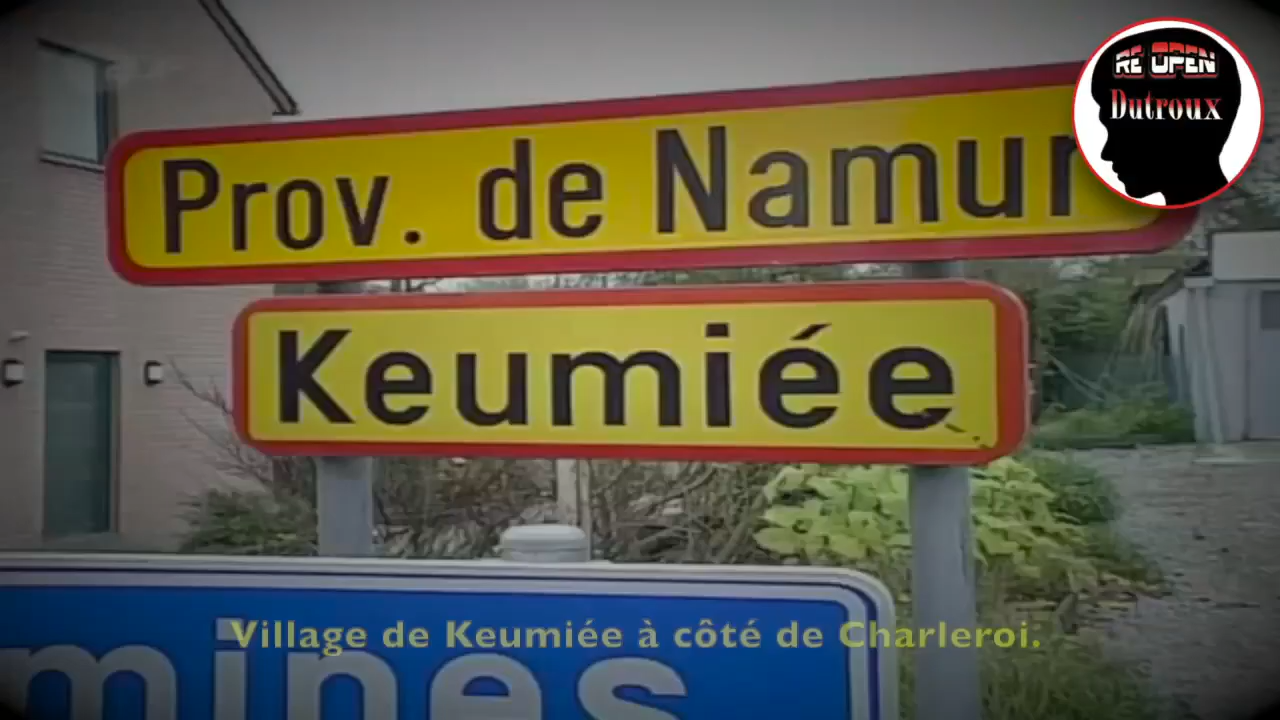 RE OPEN
Dutroux
Prov. de Namur
Keumiée
Village de Keumiée à côté de Charleroi.
mines